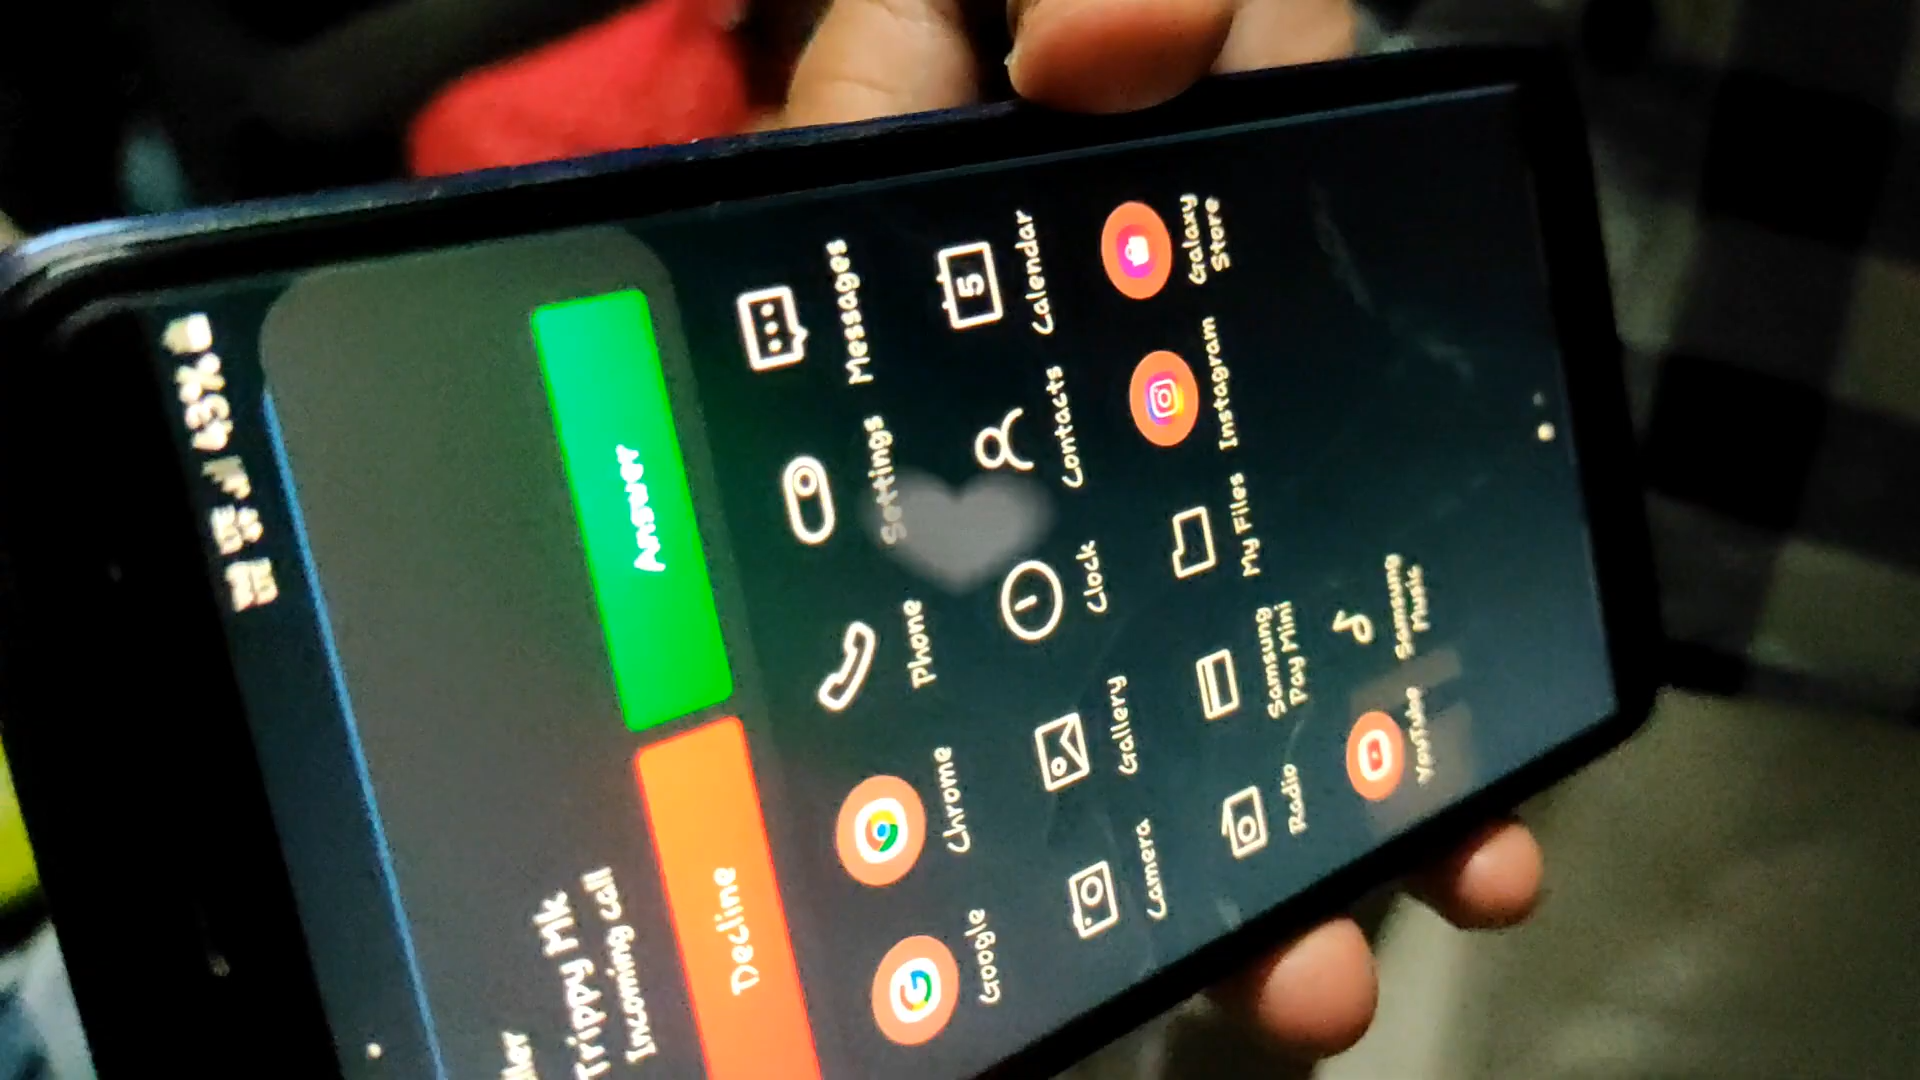 43%
Trippy Mk
Incoming call
Decline
Answer
Google
Chrome
Phone
Settings
Messages
Camera
Gallery
Clock
Contacts
5
Calendar
Radio
Samsung
Pay Mini
My Files
Instagram
Galaxy
Store
YouTube
Samsung
Music